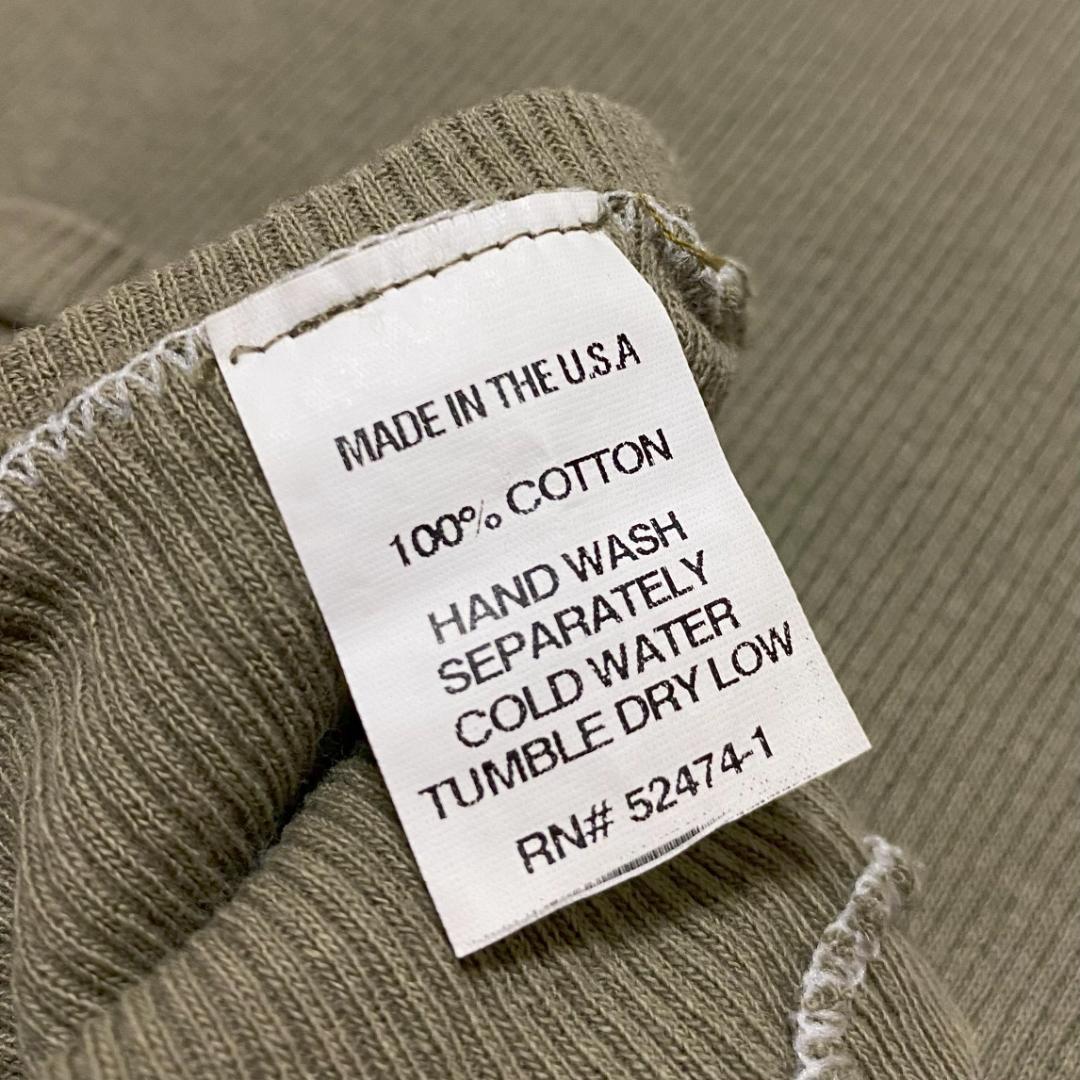 MADE IN THE U.S.A
100% COTTON
HAND WASH
SEPARATELY
COLD WATER
TUMBLE DRY LOW
RN# 52474-1